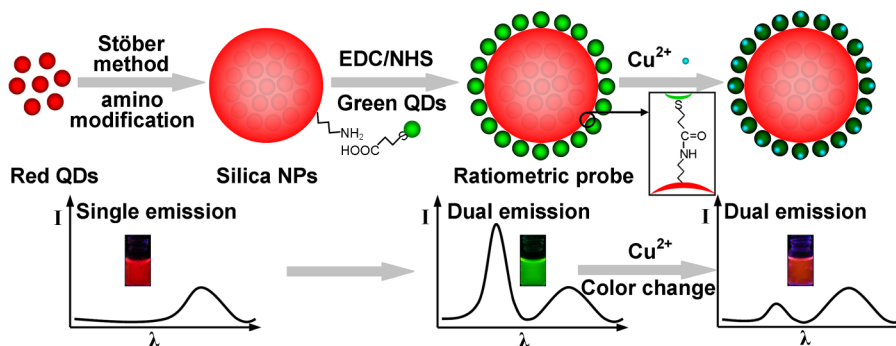 Stöber
method
amino
modification
EDC/NHS
Green QDs
Cu²⁺
NH₂
S
HOOC
S
C=O
NH
Red QDs
Silica NPs
Ratiometric probe
I
Single emission
λ
I
Dual emission
λ
Cu²⁺
Color change
I
Dual emission
λ